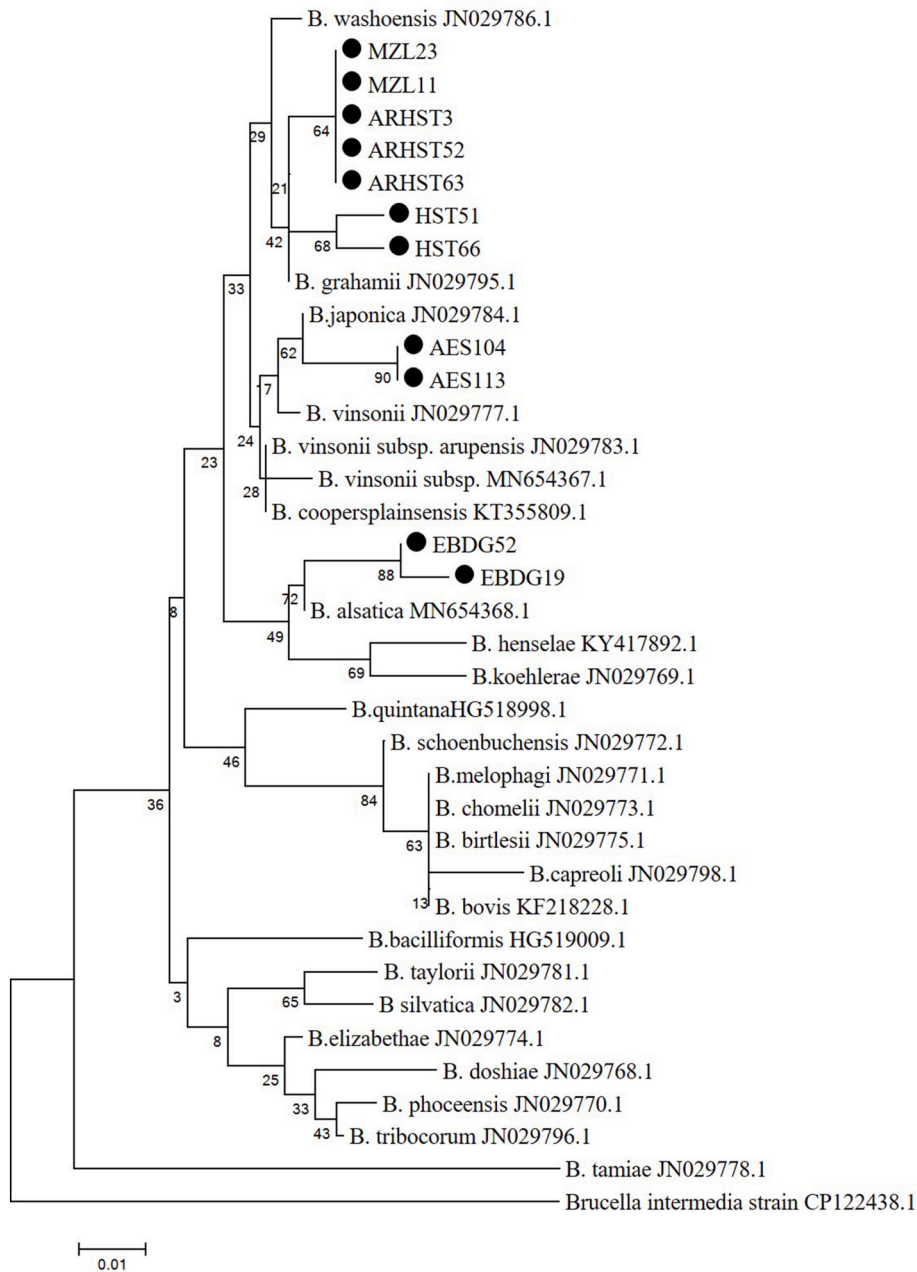 B. washoensis JN029786.1
MZL23
MZL11
ARHST3
64
29
ARHST52
ARHST63
21
HST51
42
68
HST66
B. grahamii JN029795.1
33
B.japonica JN029784.1
62
AES104
90
AES113
17
B. vinsonii JN029777.1
24
B. vinsonii subsp. arupensis JN029783.1
23
B. vinsonii subsp. MN654367.1
28
B. coopersplainsensis KT355809.1
EBDG52
88
EBDG19
72
8
B. alsatica MN654368.1
49
B. henselae KY417892.1
69
B.koehlerae JN029769.1
B.quintanaHG518998.1
46
B. schoenbuchensis JN029772.1
B.melophagi JN029771.1
84
36
B. chomelii JN029773.1
63
B. birtlesii JN029775.1
B.capreoli JN029798.1
13
B. bovis KF218228.1
B.bacilliformis HG519009.1
3
B. taylorii JN029781.1
65
B silvatica JN029782.1
8
B.elizabethae JN029774.1
25
B. doshiae JN029768.1
33
B. phoceensis JN029770.1
43
B. tribocorum JN029796.1
B. tamiae JN029778.1
Brucella intermedia strain CP122438.1
0.01